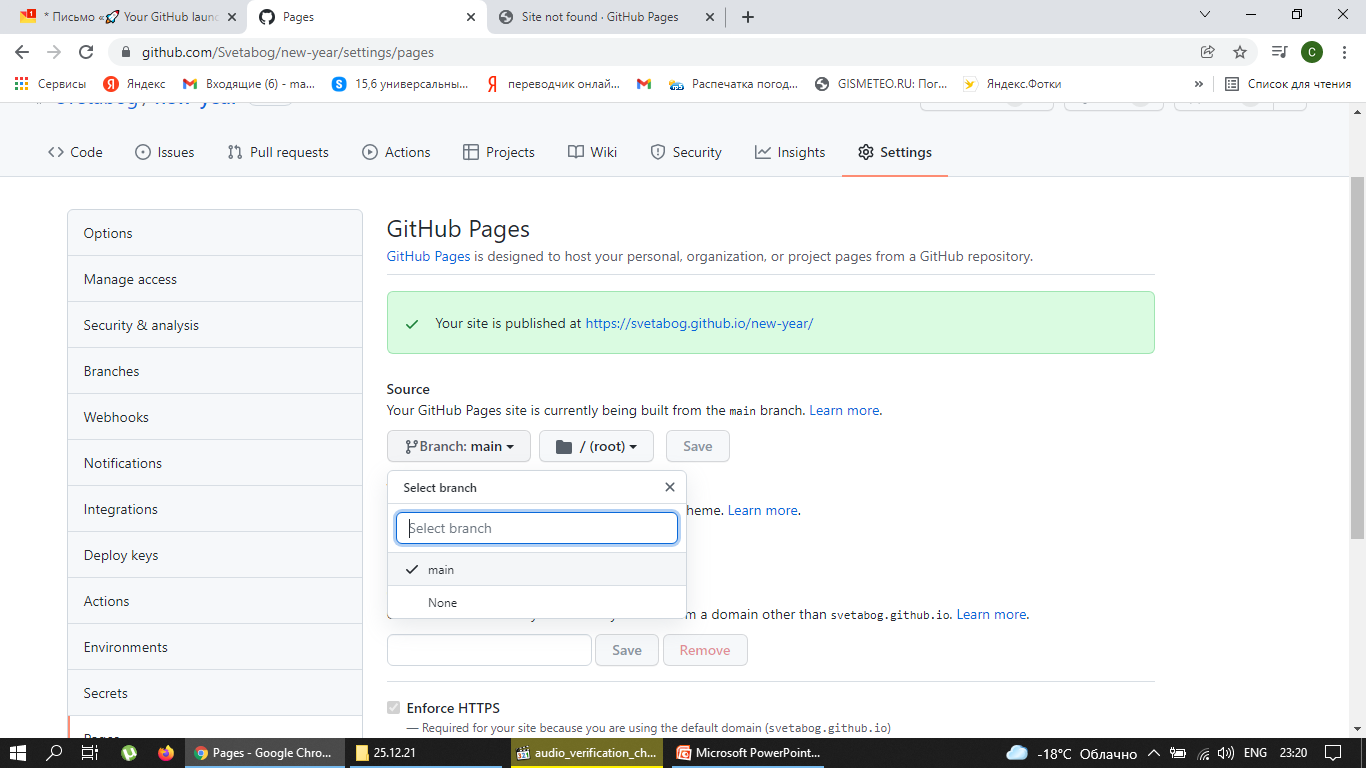 * Письмо «🚀 Your GitHub laun
Pages
Site not found · GitHub Pages
github.com/Svetabog/new-year/settings/pages
C
Сервисы
Яндекс
Входящие (6) - ma...
15,6 универсальны...
переводчик онлай...
Распечатка погод...
GISMETEO.RU: Пог...
Яндекс.Фотки
»
Список для чтения
Svetabog / new-year
Code
Issues
Pull requests
Actions
Projects
Wiki
Security
Insights
Settings
Options
Manage access
Security & analysis
Branches
Webhooks
Notifications
Integrations
Deploy keys
Actions
Environments
Secrets
Pages
GitHub Pages
GitHub Pages is designed to host your personal, organization, or project pages from a GitHub repository.
Your site is published at https://svetabog.github.io/new-year/
Source
Your GitHub Pages site is currently being built from the main branch. Learn more.
Branch: main
/ (root)
Save
Select branch
Select branch
main
None
heme. Learn more.
m a domain other than svetabog.github.io. Learn more.
Save
Remove
Enforce HTTPS
— Required for your site because you are using the default domain (svetabog.github.io)
Pages - Google Chro...
25.12.21
audio_verification_ch...
Microsoft PowerPoint...
-18°C Облачно
ENG
23:20